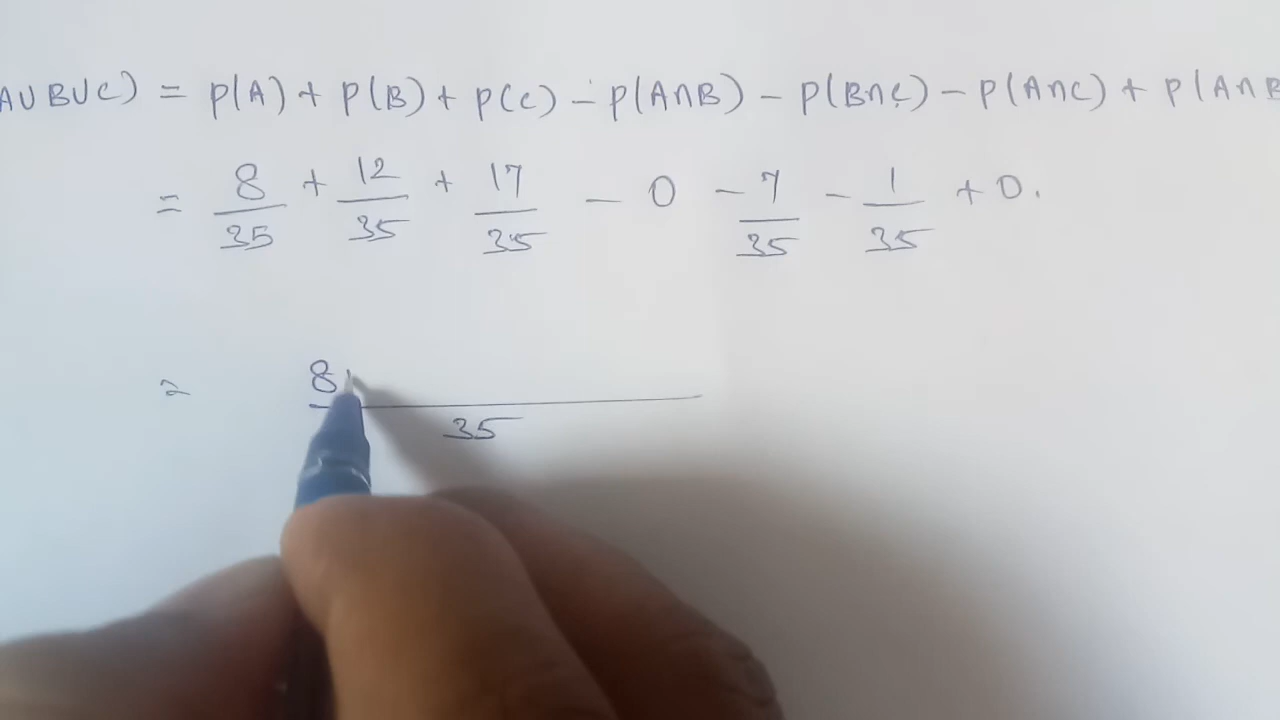 AUBUC) = P(A) + P(B) + P(C) - P(A∩B) - P(B∩C) - P(A∩C) + P(A∩B
= 8/35 + 12/35 + 17/35 - 0 - 7/35 - 1/35 + 0.
= 8 /35